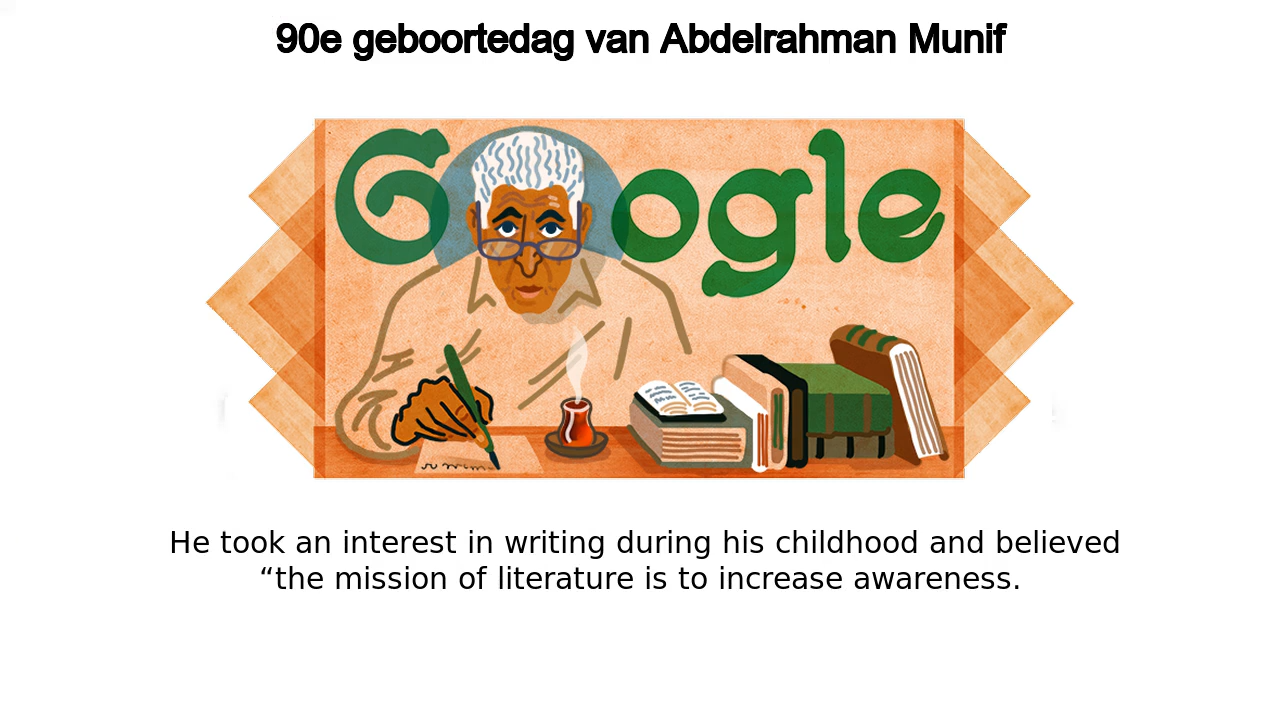 90e geboortedag van Abdelrahman Munif
Google
He took an interest in writing during his childhood and believed
“the mission of literature is to increase awareness.